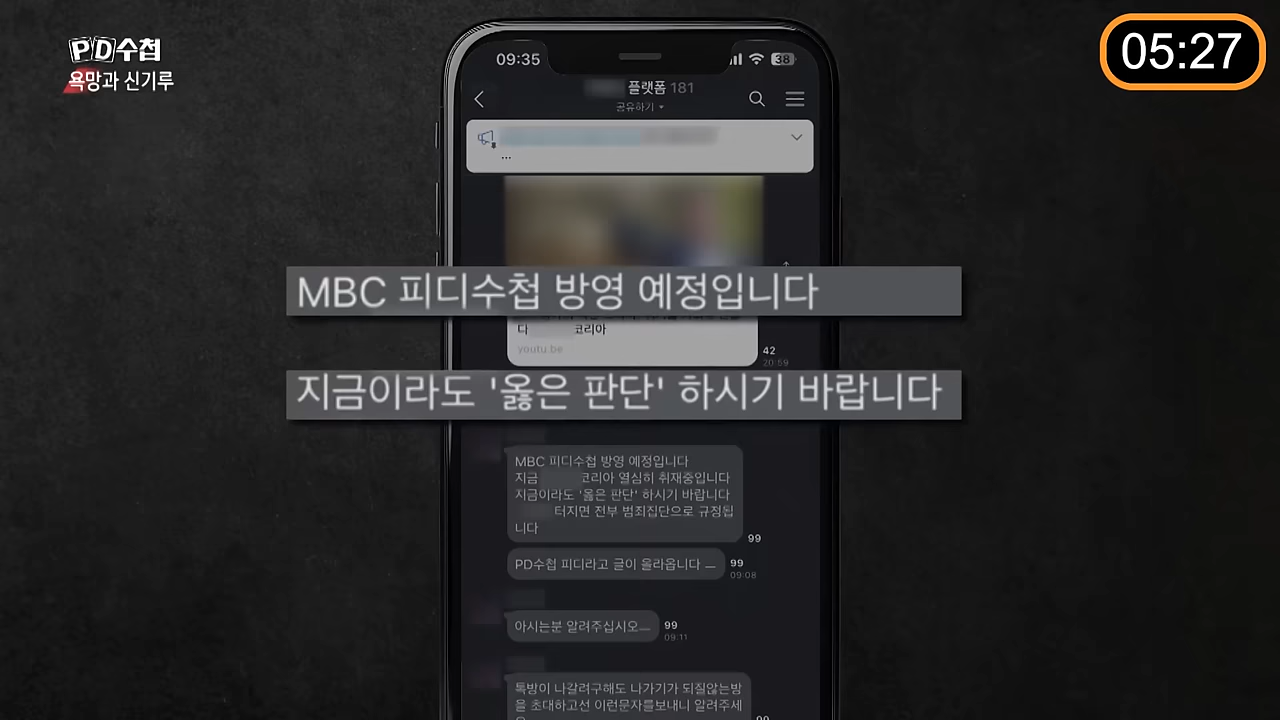 PD수첩
욕망과 신기루
05:27
09:35
38
플랫폼 181
공유하기
...
MBC 피디수첩 방영 예정입니다
다 코리아
youtu.be
42
20:59
지금이라도 '옳은 판단' 하시기 바랍니다
MBC 피디수첩 방영 예정입니다
지금 코리아 열심히 취재중입니다
지금이라도 '옳은 판단' 하시기 바랍니다
터지면 전부 범죄집단으로 규정됩
니다
99
PD수첩 피디라고 글이 올라옵니다 ㅡ
99
09:08
아시는분 알려주십시오ㅡ
99
09:11
톡방이 나갈려구해도 나가기가 되질않는방
을 초대하고선 이런문자를보내니 알려주세
99